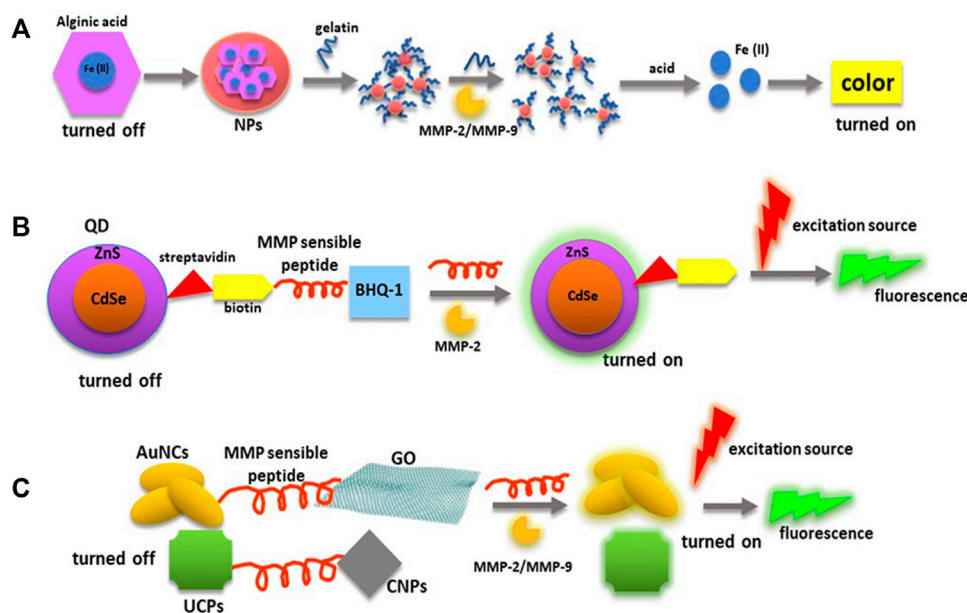 A
Alginic acid
Fe (II)
turned off
NPs
gelatin
MMP-2/MMP-9
acid
Fe (II)
color
turned on
B
QD
ZnS
CdSe
streptavidin
biotin
MMP sensible
peptide
BHQ-1
turned off
MMP-2
ZnS
CdSe
turned on
excitation source
fluorescence
C
AuNCs
MMP sensible
peptide
GO
turned off
UCPs
CNPs
MMP-2/MMP-9
turned on
excitation source
fluorescence